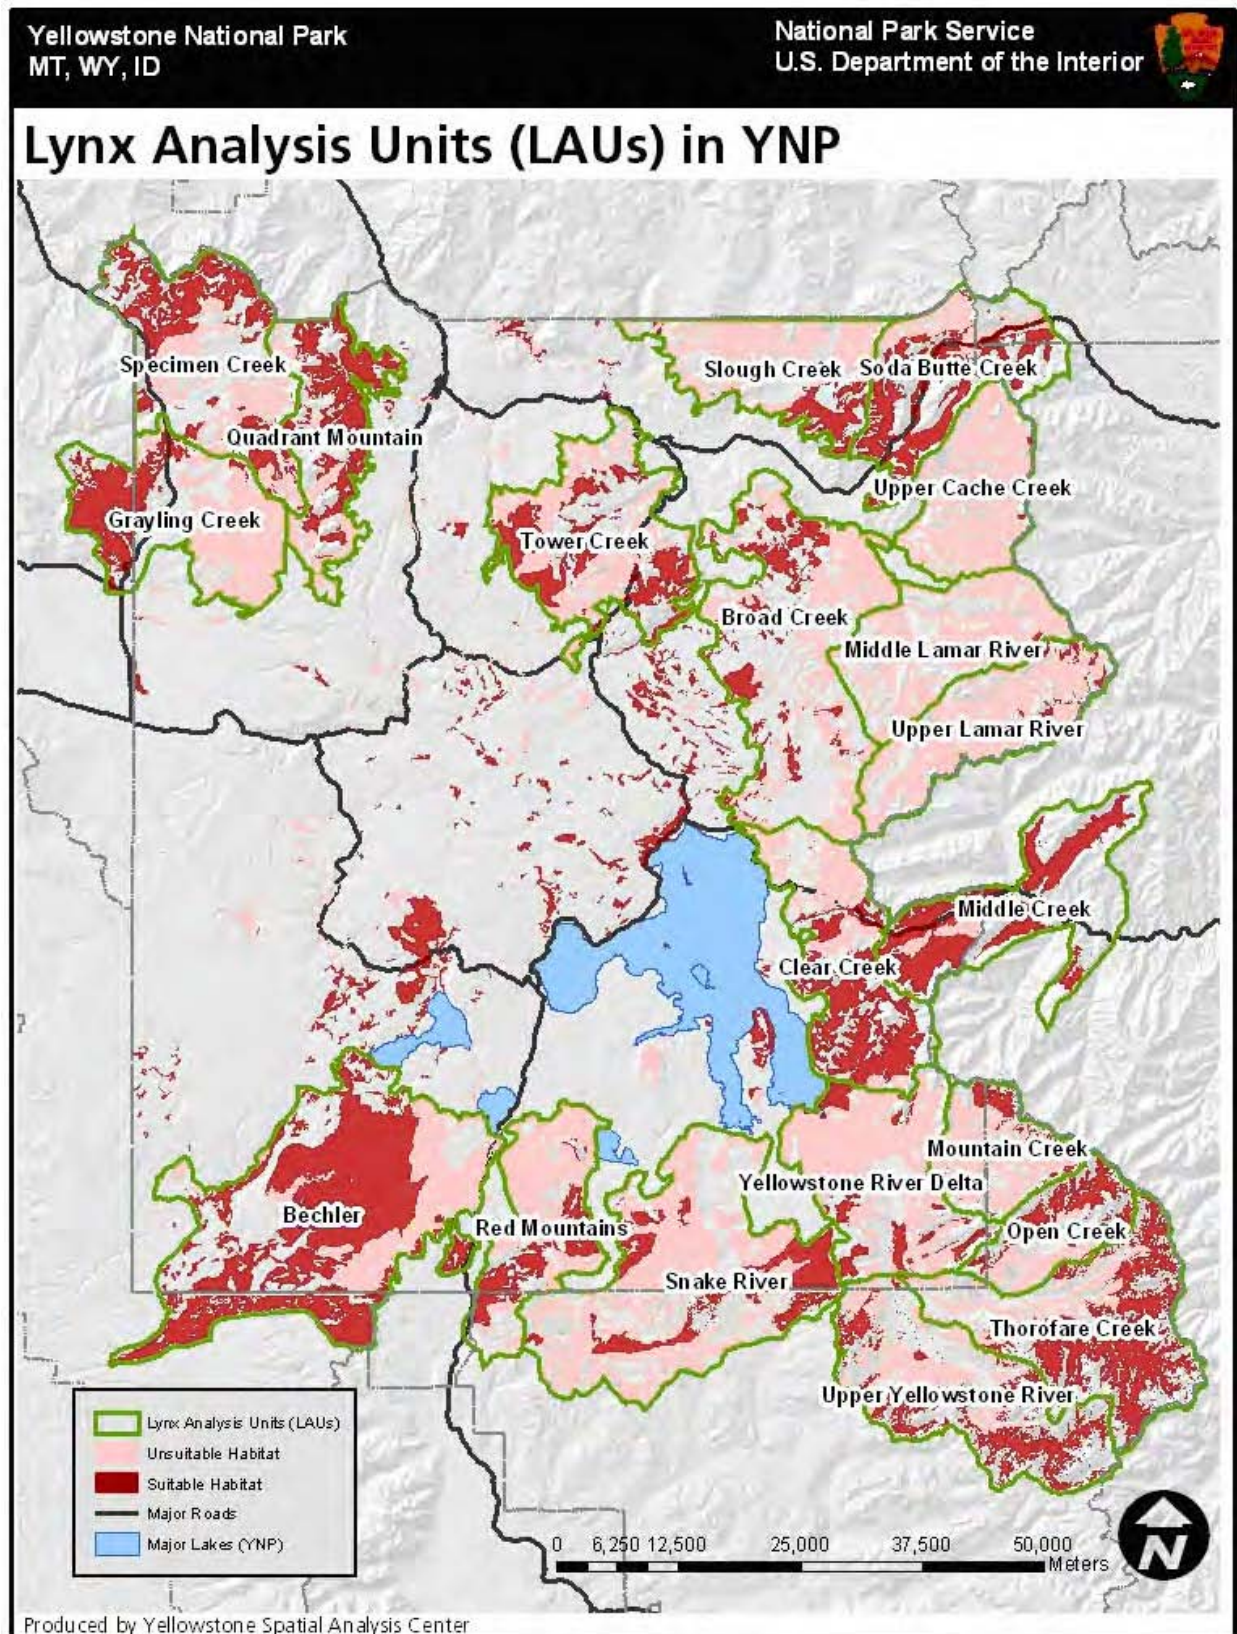 Yellowstone National Park
MT, WY, ID
National Park Service
U.S. Department of the Interior
Lynx Analysis Units (LAUs) in YNP
Specimen Creek
Slough Creek
Soda Butte Creek
Quadrant Mountain
Upper Cache Creek
Grayling Creek
Tower Creek
Broad Creek
Middle Lamar River
Upper Lamar River
Middle Creek
Clear Creek
Mountain Creek
Yellowstone River Delta
Bechler
Red Mountains
Open Creek
Snake River
Thorofare Creek
Upper Yellowstone River
Lynx Analysis Units (LAUs)
Unsuitable Habitat
Suitable Habitat
Major Roads
Major Lakes (YNP)
0 6,250 12,500 25,000 37,500 50,000
Meters
N
Produced by Yellowstone Spatial Analysis Center